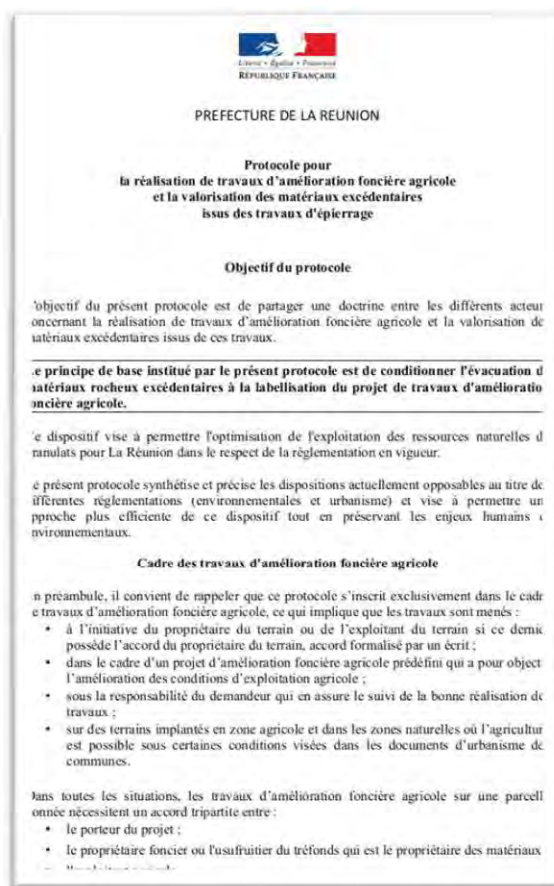 Liberté • Égalité • Fraternité
RÉPUBLIQUE FRANÇAISE
PREFECTURE DE LA REUNION
Protocole pour
la réalisation de travaux d'amélioration foncière agricole
et la valorisation des matériaux excédentaires
issus des travaux d'épierrage
Objectif du protocole
'objectif du présent protocole est de partager une doctrine entre les différents acteur
oncernant la réalisation de travaux d'amélioration foncière agricole et la valorisation de
atériaux excédentaires issus de ces travaux.
e principe de base institué par le présent protocole est de conditionner l'évacuation d
atériaux rocheux excédentaires à la labellisation du projet de travaux d'amélioratio
oncière agricole.
e dispositif vise à permettre l'optimisation de l'exploitation des ressources naturelles d
ranulats pour La Réunion dans le respect de la règlementation en vigueur.
e présent protocole synthétise et précise les dispositions actuellement opposables au titre de
ifférentes réglementations (environnementales et urbanisme) et vise à permettre un
pproche plus efficiente de ce dispositif tout en préservant les enjeux humains
nvironnementaux.
Cadre des travaux d'amélioration foncière agricole
n préambule, il convient de rappeler que ce protocole s'inscrit exclusivement dans le cadr
e travaux d'amélioration foncière agricole, ce qui implique que les travaux sont menés :
• à l'initiative du propriétaire du terrain ou de l'exploitant du terrain si ce dernie
possède l'accord du propriétaire du terrain, accord formalisé par un écrit ;
• dans le cadre d'un projet d'amélioration foncière agricole prédéfini qui a pour object
l'amélioration des conditions d'exploitation agricole ;
• sous la responsabilité du demandeur qui en assure le suivi de la bonne réalisation de
travaux ;
• sur des terrains implantés en zone agricole et dans les zones naturelles où l'agricultur
est possible sous certaines conditions visées dans les documents d'urbanisme de
communes.
ans toutes les situations, les travaux d'amélioration foncière agricole sur une parcell
onnée nécessitent un accord tripartite entre :
• le porteur du projet ;
• le propriétaire foncier ou l'usufruitier du tréfonds qui est le propriétaire des matériaux